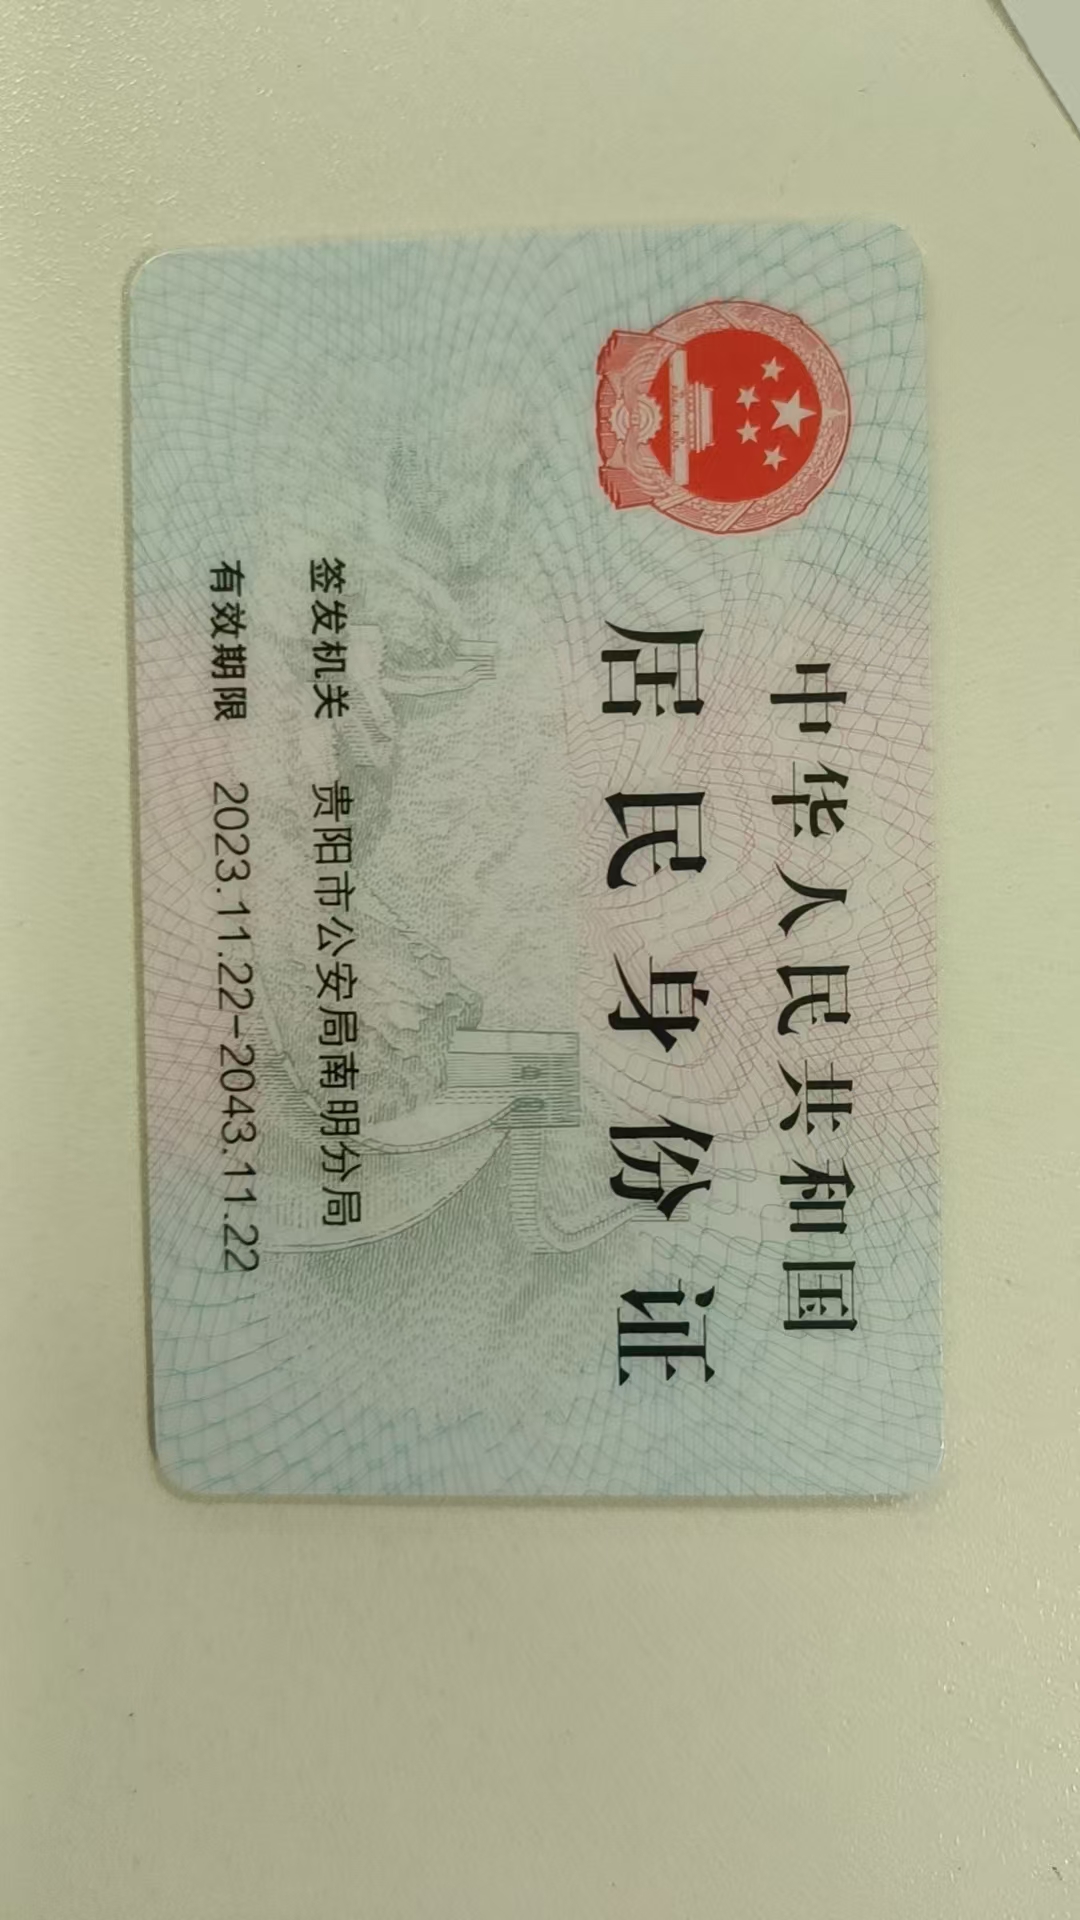 中华人民共和国
居民身份证
签发机关 贵阳市公安局南明分局
有效期限 2023.11.22-2043.11.22